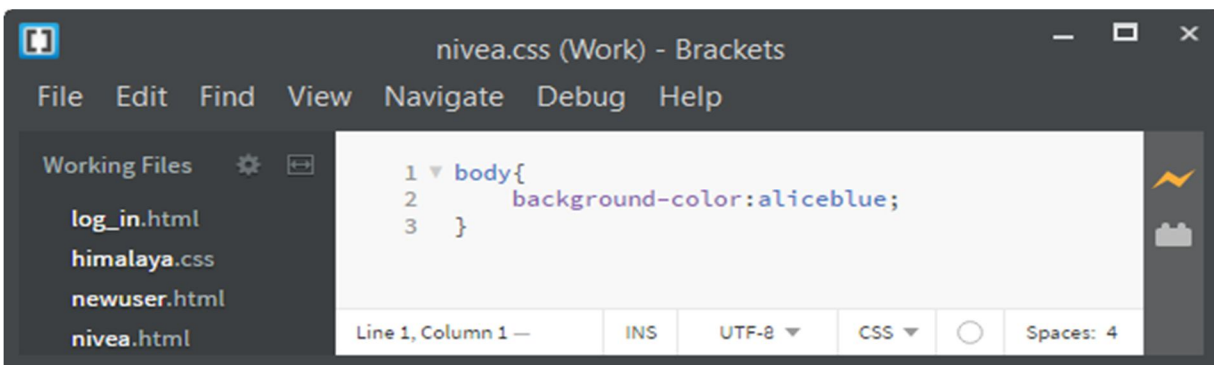 nivea.css (Work) - Brackets
File Edit Find View Navigate Debug Help
Working Files
log_in.html
himalaya.css
newuser.html
nivea.html
1 body{
2 background-color:aliceblue;
3 }
Line 1, Column 1 — INS UTF-8 CSS Spaces: 4